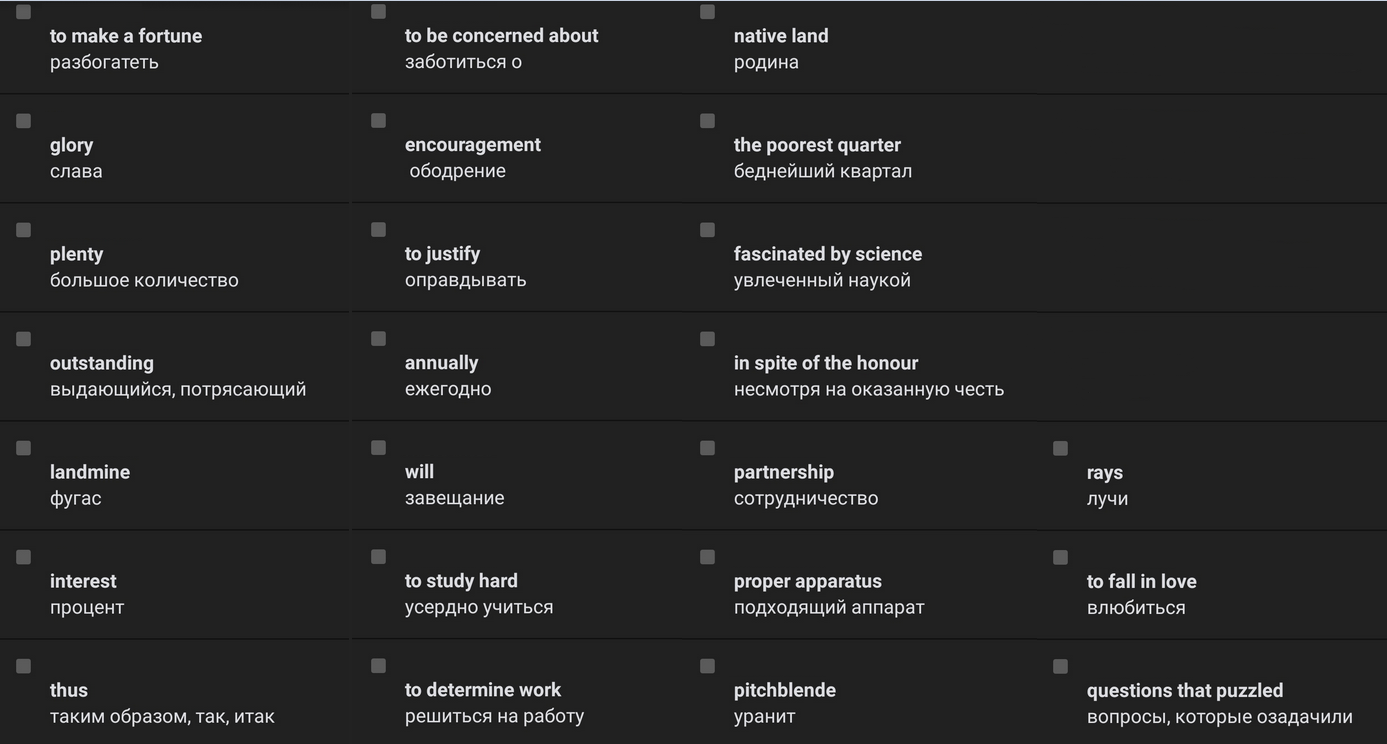 to make a fortune
разбогатеть
to be concerned about
заботиться о
native land
родина
glory
слава
encouragement
ободрение
the poorest quarter
беднейший квартал
plenty
большое количество
to justify
оправдывать
fascinated by science
увлеченный наукой
outstanding
выдающийся, потрясающий
annually
ежегодно
in spite of the honour
несмотря на оказанную честь
landmine
фугас
will
завещание
partnership
сотрудничество
rays
лучи
interest
процент
to study hard
усердно учиться
proper apparatus
подходящий аппарат
to fall in love
влюбиться
thus
таким образом, так, итак
to determine work
решиться на работу
pitchblende
уранит
questions that puzzled
вопросы, которые озадачили